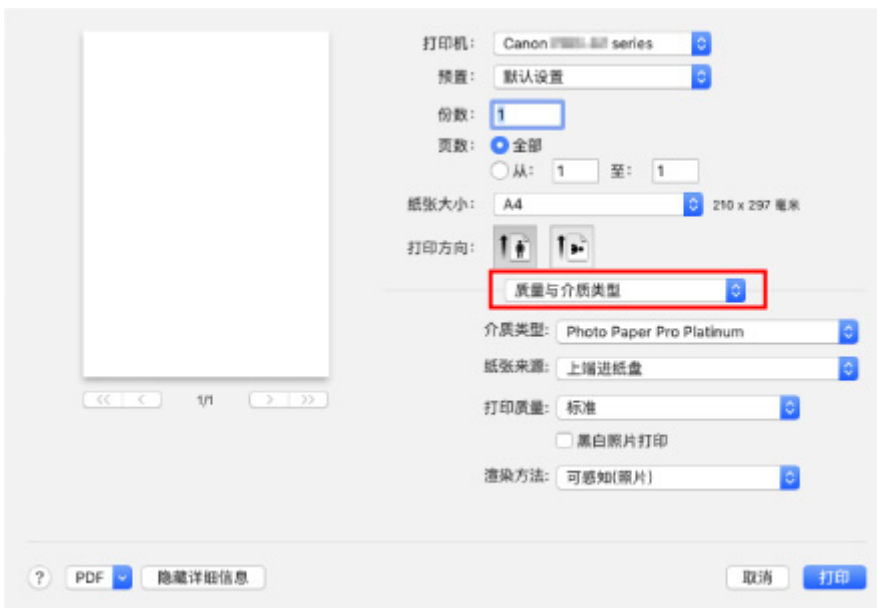 打印机： Canon series
预置： 默认设置
份数： 1
页数： 全部
从： 1 至： 1
纸张大小： A4 210 x 297 毫米
打印方向：
质量与介质类型
介质类型： Photo Paper Pro Platinum
纸张来源： 上端进纸盘
<< < 1/1 > >>
打印质量： 标准
黑白照片打印
渲染方法： 可感知(照片)
? PDF 隐藏详细信息 取消 打印